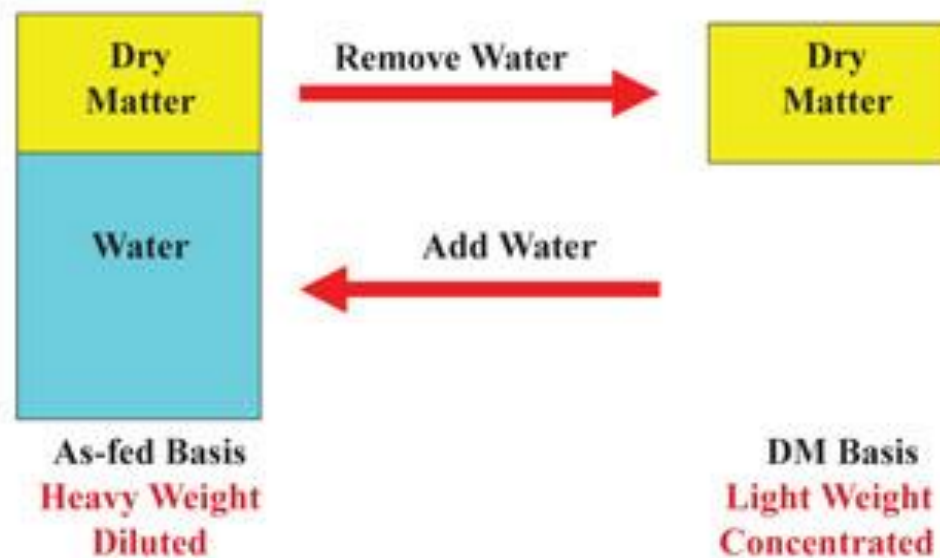 Dry
Matter
Remove Water
Dry
Matter
Water
Add Water
As-fed Basis
Heavy Weight
Diluted
DM Basis
Light Weight
Concentrated